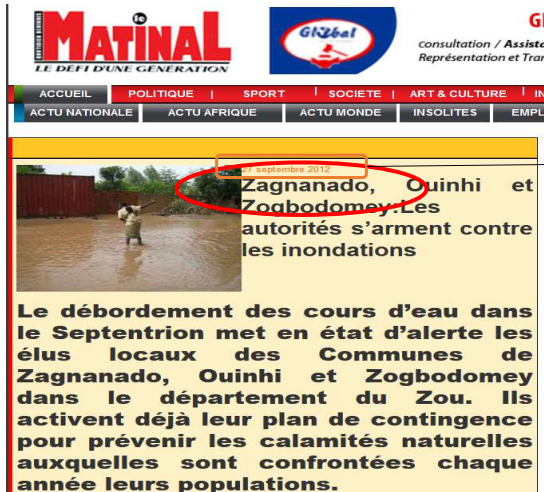 le
MATINAL
QUOTIDIEN BENINOIS
LE DÉFI D'UNE GÉNÉRATION
Global
Gl
Consultation / Assista
Représentation et Tran
ACCUEIL POLITIQUE | SPORT | SOCIETE | ART & CULTURE | IN
ACTU NATIONALE ACTU AFRIQUE ACTU MONDE INSOLITES EMPL
27 septembre 2012
Zagnanado, Ouinhi et
Zogbodomey:Les
autorités s’arment contre
les inondations
Le débordement des cours d’eau dans
le Septentrion met en état d’alerte les
élus locaux des Communes de
Zagnanado, Ouinhi et Zogbodomey
dans le département du Zou. Ils
activent déjà leur plan de contingence
pour prévenir les calamités naturelles
auxquelles sont confrontées chaque
année leurs populations.